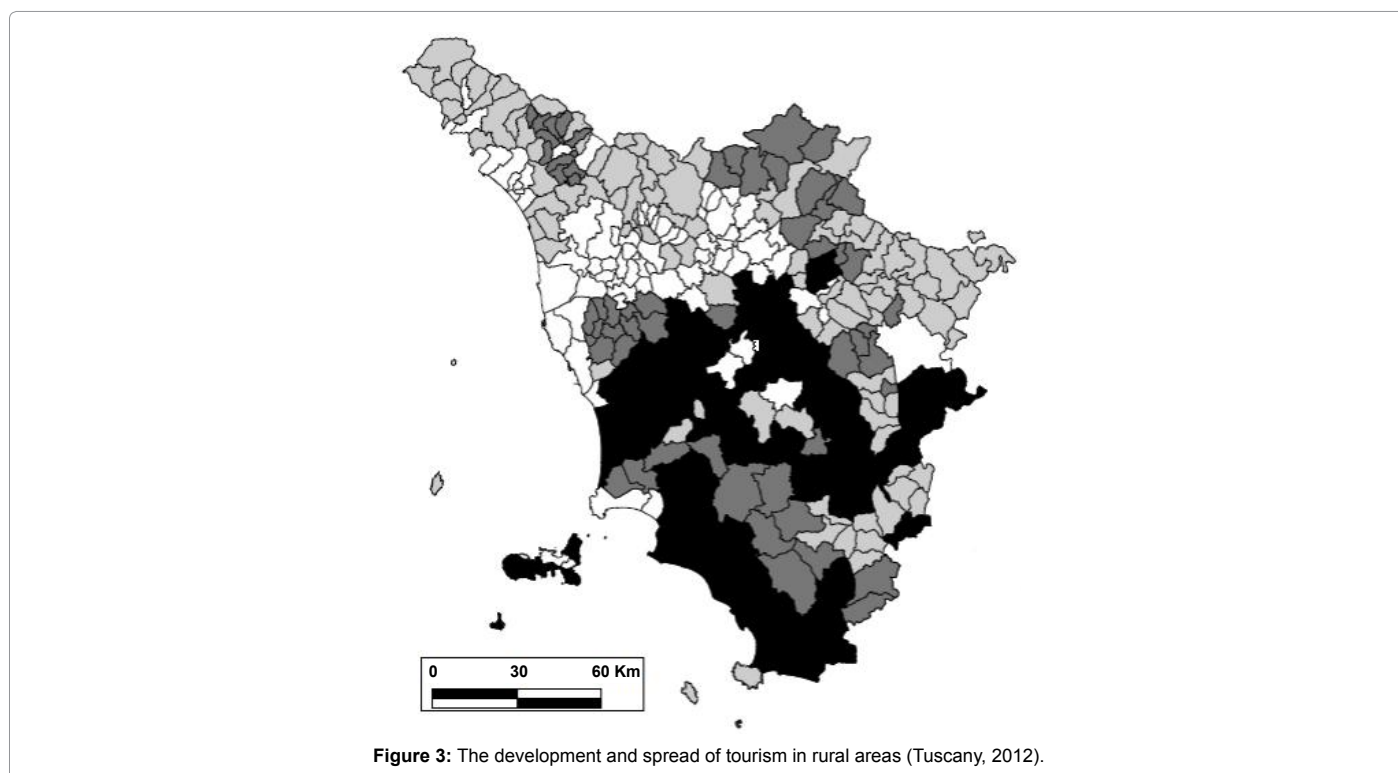 0 30 60 Km
Figure 3: The development and spread of tourism in rural areas (Tuscany, 2012).